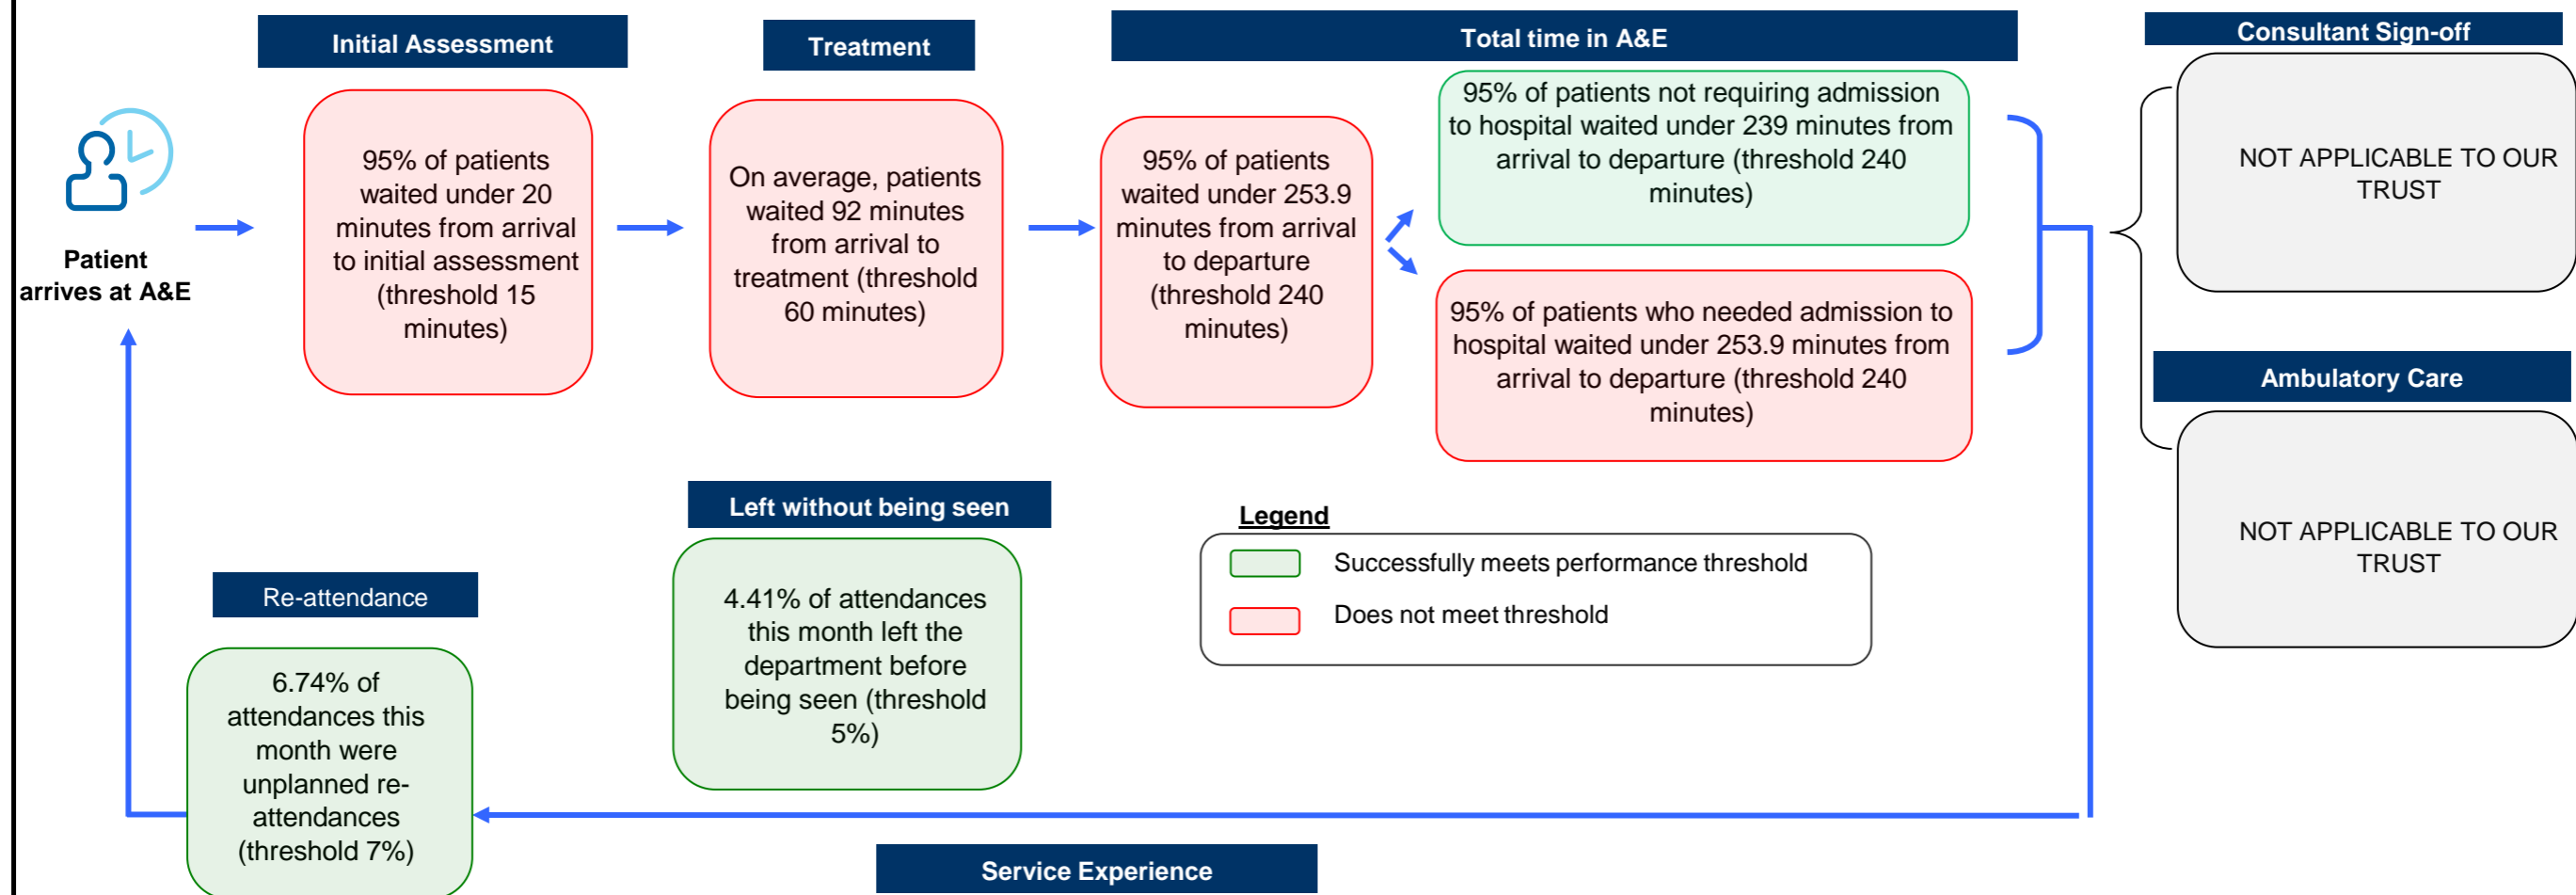 Initial Assessment
Treatment
Total time in A&E
Consultant Sign-off
Patient
arrives at A&E
95% of patients
waited under 20
minutes from arrival
to initial assessment
(threshold 15
minutes)
On average, patients
waited 92 minutes
from arrival to
treatment (threshold
60 minutes)
95% of patients
waited under 253.9
minutes from arrival
to departure
(threshold 240
minutes)
95% of patients not requiring admission
to hospital waited under 239 minutes from
arrival to departure (threshold 240
minutes)
95% of patients who needed admission to
hospital waited under 253.9 minutes from
arrival to departure (threshold 240
minutes)
NOT APPLICABLE TO OUR
TRUST
Ambulatory Care
NOT APPLICABLE TO OUR
TRUST
Left without being seen
4.41% of attendances
this month left the
department before
being seen (threshold
5%)
Legend
Successfully meets performance threshold
Does not meet threshold
Re-attendance
6.74% of
attendances this
month were
unplanned re-
attendances
(threshold 7%)
Service Experience